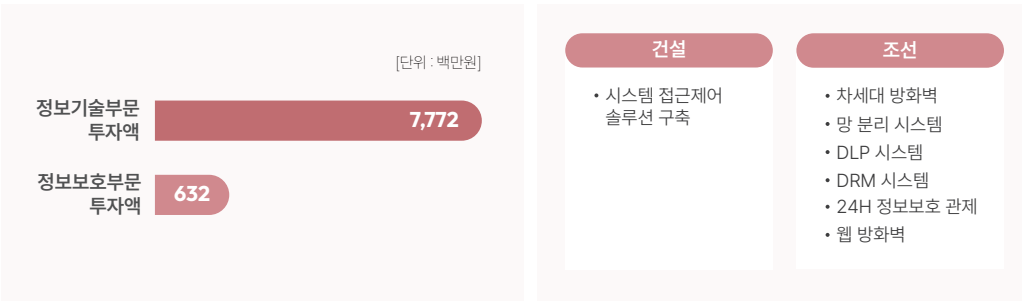 [단위 : 백만원]
정보기술부문
투자액
7,772
정보보호부문
투자액
632
건설
• 시스템 접근제어
솔루션 구축
조선
• 차세대 방화벽
• 망 분리 시스템
• DLP 시스템
• DRM 시스템
• 24H 정보보호 관제
• 웹 방화벽